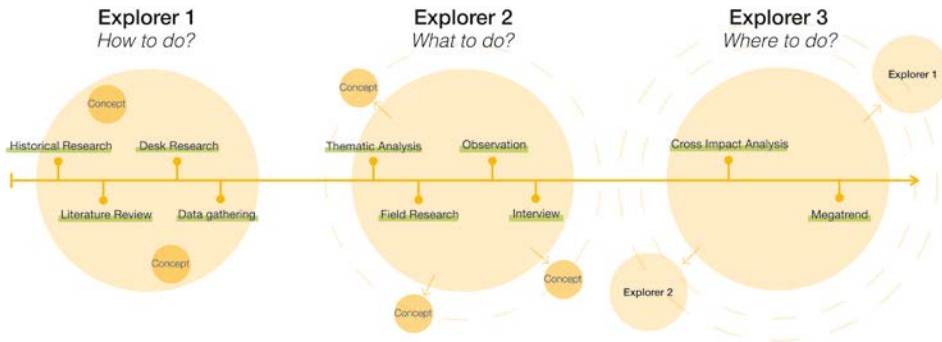 Explorer 1
How to do?
Concept
Historical Research
Desk Research
Literature Review
Data gathering
Concept
Explorer 2
What to do?
Concept
Thematic Analysis
Observation
Field Research
Interview
Concept
Concept
Explorer 3
Where to do?
Explorer 1
Cross Impact Analysis
Megatrend
Explorer 2